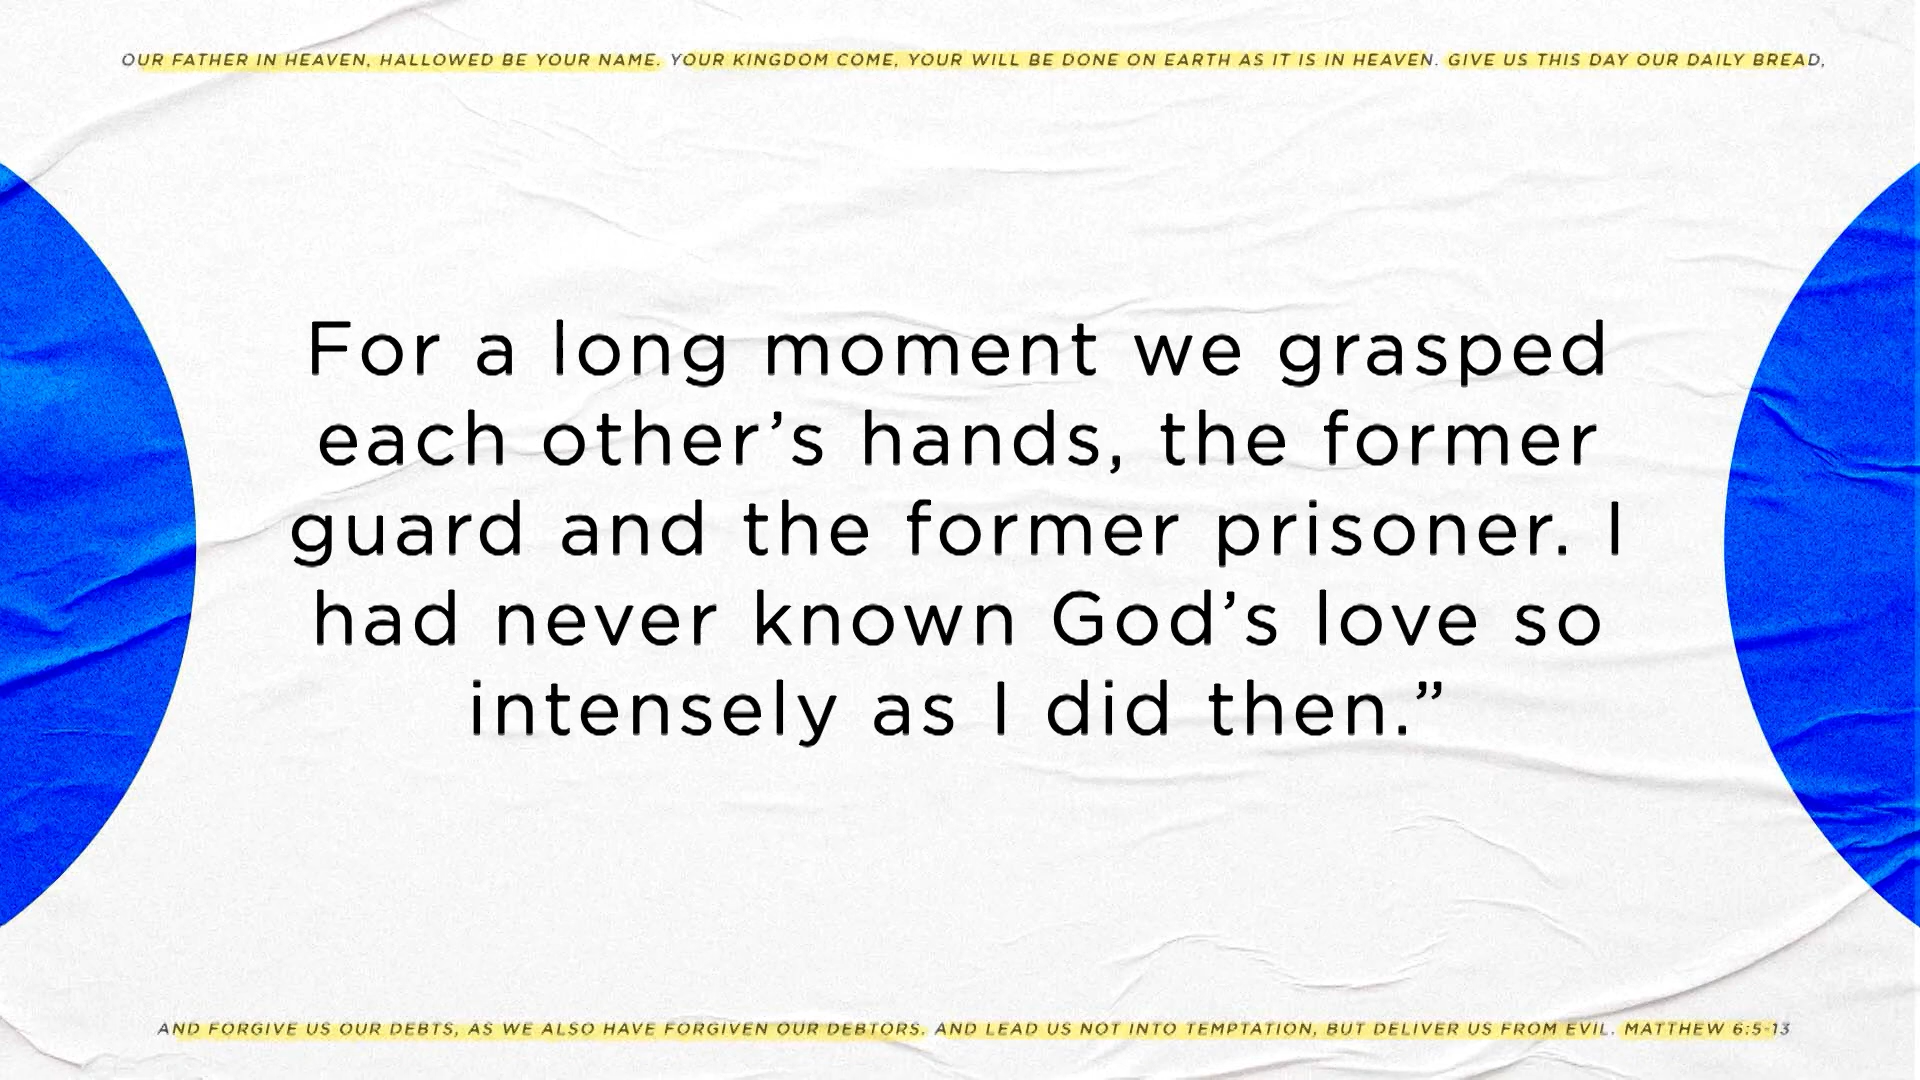 OUR FATHER IN HEAVEN, HALLOWED BE YOUR NAME. YOUR KINGDOM COME, YOUR WILL BE DONE ON EARTH AS IT IS IN HEAVEN. GIVE US THIS DAY OUR DAILY BREAD,
For a long moment we grasped
each other’s hands, the former
guard and the former prisoner. I
had never known God’s love so
intensely as I did then.”
AND FORGIVE US OUR DEBTS, AS WE ALSO HAVE FORGIVEN OUR DEBTORS. AND LEAD US NOT INTO TEMPTATION, BUT DELIVER US FROM EVIL. MATTHEW 6:5-13